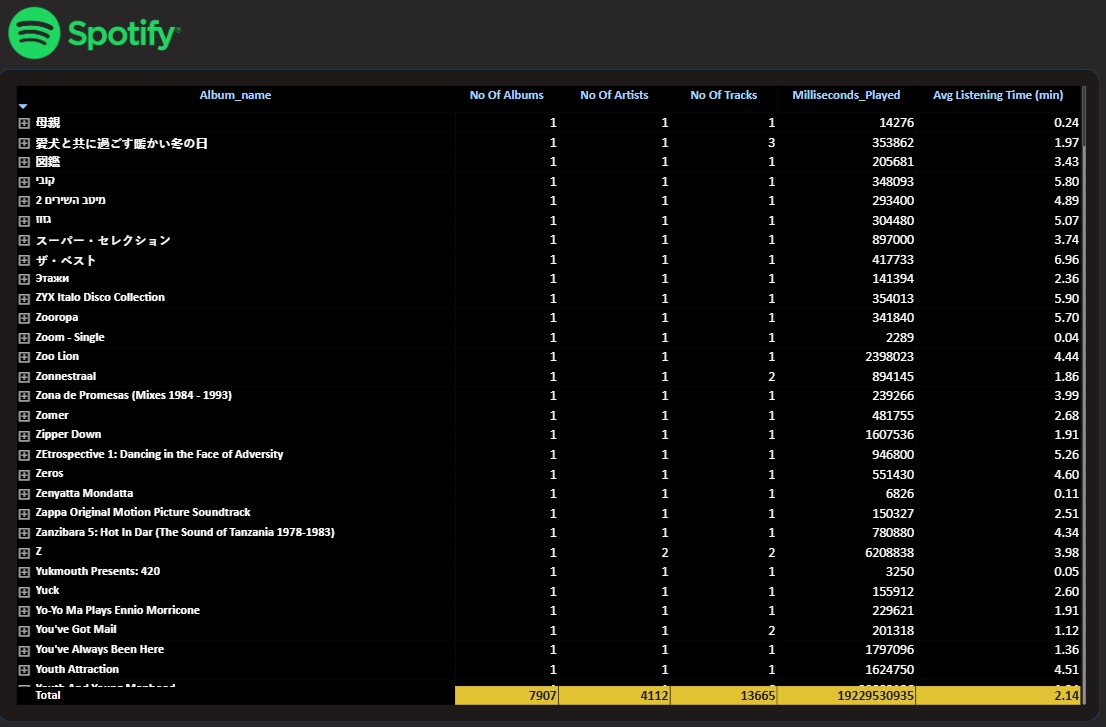 Spotify®
Album_name No Of Albums No Of Artists No Of Tracks Milliseconds_Played Avg Listening Time (min)
母親 1 1 1 14276 0.24
愛犬と共に過ごす暖かい冬の日 1 1 3 353862 1.97
図鑑 1 1 1 205681 3.43
קובי 1 1 1 348093 5.80
מיטב השירים 2 1 1 1 293400 4.89
גזוז 1 1 1 304480 5.07
スーパー・セレクション 1 1 1 897000 3.74
ザ・ベスト 1 1 1 417733 6.96
Этажи 1 1 1 141394 2.36
ZYX Italo Disco Collection 1 1 1 354013 5.90
Zooropa 1 1 1 341840 5.70
Zoom - Single 1 1 1 2289 0.04
Zoo Lion 1 1 1 2398023 4.44
Zonnestraal 1 1 2 894145 1.86
Zona de Promesas (Mixes 1984 - 1993) 1 1 1 239266 3.99
Zomer 1 1 1 481755 2.68
Zipper Down 1 1 1 1607536 1.91
ZEtrospective 1: Dancing in the Face of Adversity 1 1 1 946800 5.26
Zeros 1 1 1 551430 4.60
Zenyatta Mondatta 1 1 1 6826 0.11
Zappa Original Motion Picture Soundtrack 1 1 1 150327 2.51
Zanzibara 5: Hot In Dar (The Sound of Tanzania 1978-1983) 1 1 1 780880 4.34
Z 1 2 2 6208838 3.98
Yukmouth Presents: 420 1 1 1 3250 0.05
Yuck 1 1 1 155912 2.60
Yo-Yo Ma Plays Ennio Morricone 1 1 1 229621 1.91
You've Got Mail 1 1 2 201318 1.12
You've Always Been Here 1 1 1 1797096 1.36
Youth Attraction 1 1 1 1624750 4.51
Total 7907 4112 13665 19229530935 2.14